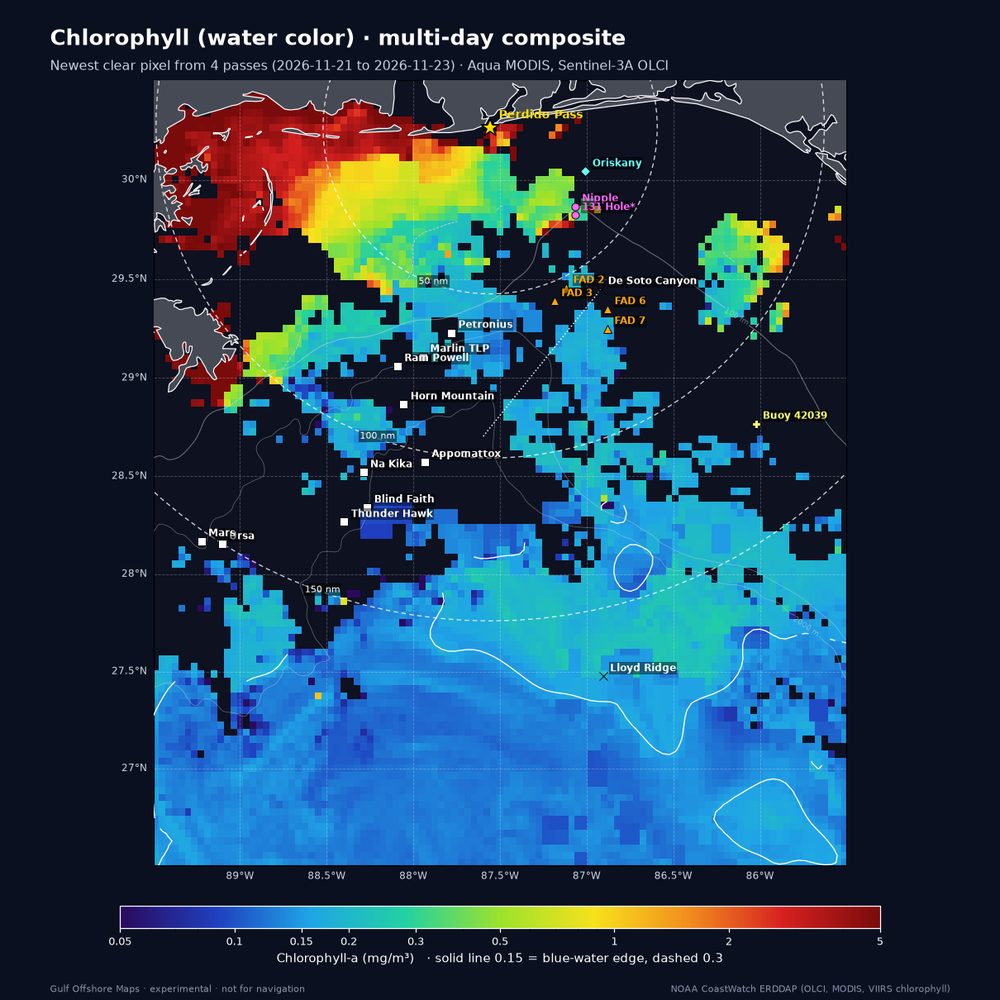 Chlorophyll (water color) · multi-day composite
Newest clear pixel from 4 passes (2026-11-21 to 2026-11-23) · Aqua MODIS, Sentinel-3A OLCI
Perdido Pass
Oriskany
30°N
Nipple
131 Hole*
29.5°N
50 nm
FAD 2
De Soto Canyon
FAD 3
FAD 6
FAD 7
Petronius
Marlin TLP
Ram Powell
29°N
Horn Mountain
Buoy 42039
100 nm
Appomattox
Na Kika
28.5°N
Blind Faith
Thunder Hawk
Mars
Ursa
28°N
150 nm
Lloyd Ridge
27.5°N
27°N
89°W 88.5°W 88°W 87.5°W 87°W 86.5°W 86°W
0.05 0.1 0.15 0.2 0.3 0.5 1 2 5
Chlorophyll-a (mg/m³) · solid line 0.15 = blue-water edge, dashed 0.3
Gulf Offshore Maps · experimental · not for navigation
NOAA CoastWatch ERDDAP (OLCI, MODIS, VIIRS chlorophyll)